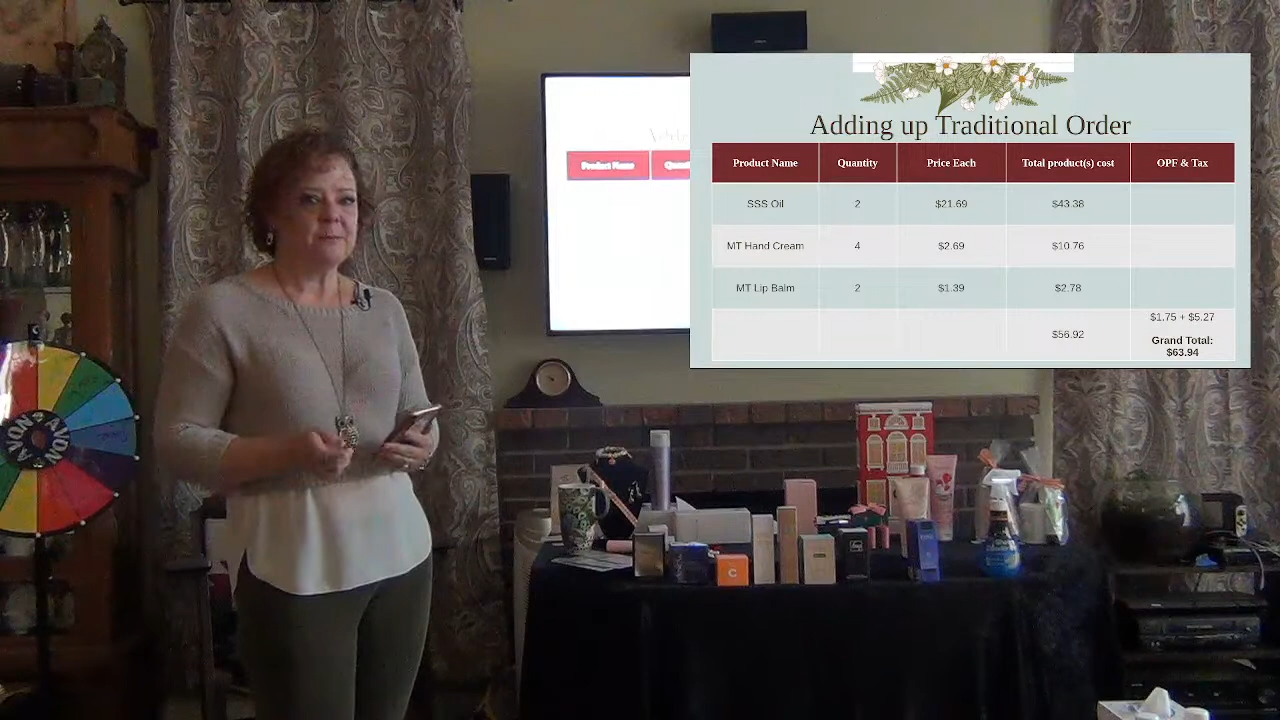 Adding up Traditional Order
Product Name Quantity Price Each Total product(s) cost OPF & Tax
SSS Oil 2 $21.69 $43.38
MT Hand Cream 4 $2.69 $10.76
MT Lip Balm 2 $1.39 $2.78
$56.92 $1.75 + $5.27
Grand Total:
$63.94
Product Name
AVON
AVON
C